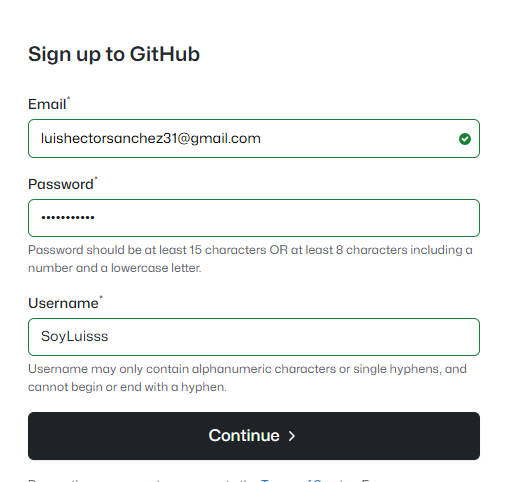 Sign up to GitHub
Email*
luishectorsanchez31@gmail.com
Password*
•••••••••••
Password should be at least 15 characters OR at least 8 characters including a
number and a lowercase letter.
Username*
SoyLuisss
Username may only contain alphanumeric characters or single hyphens, and
cannot begin or end with a hyphen.
Continue >